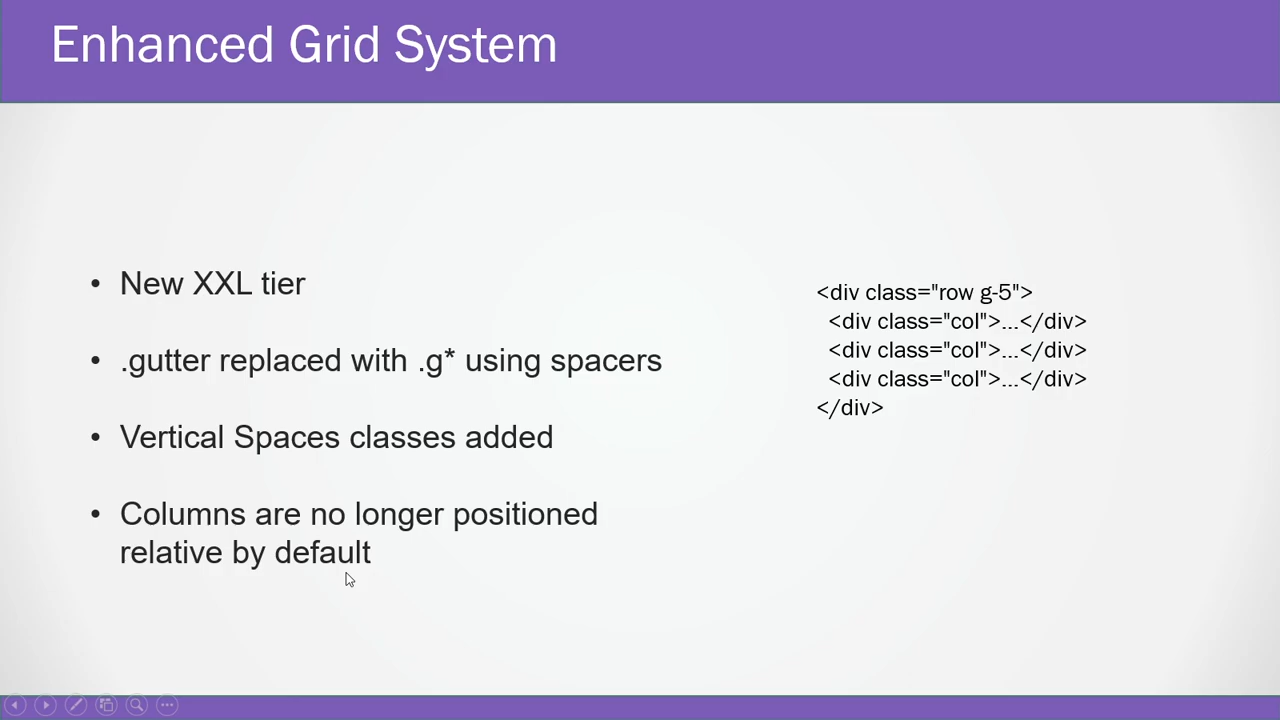 Enhanced Grid System
• New XXL tier
• .gutter replaced with .g* using spacers
• Vertical Spaces classes added
• Columns are no longer positioned
relative by default
<div class="row g-5">
  <div class="col">...</div>
  <div class="col">...</div>
  <div class="col">...</div>
</div>